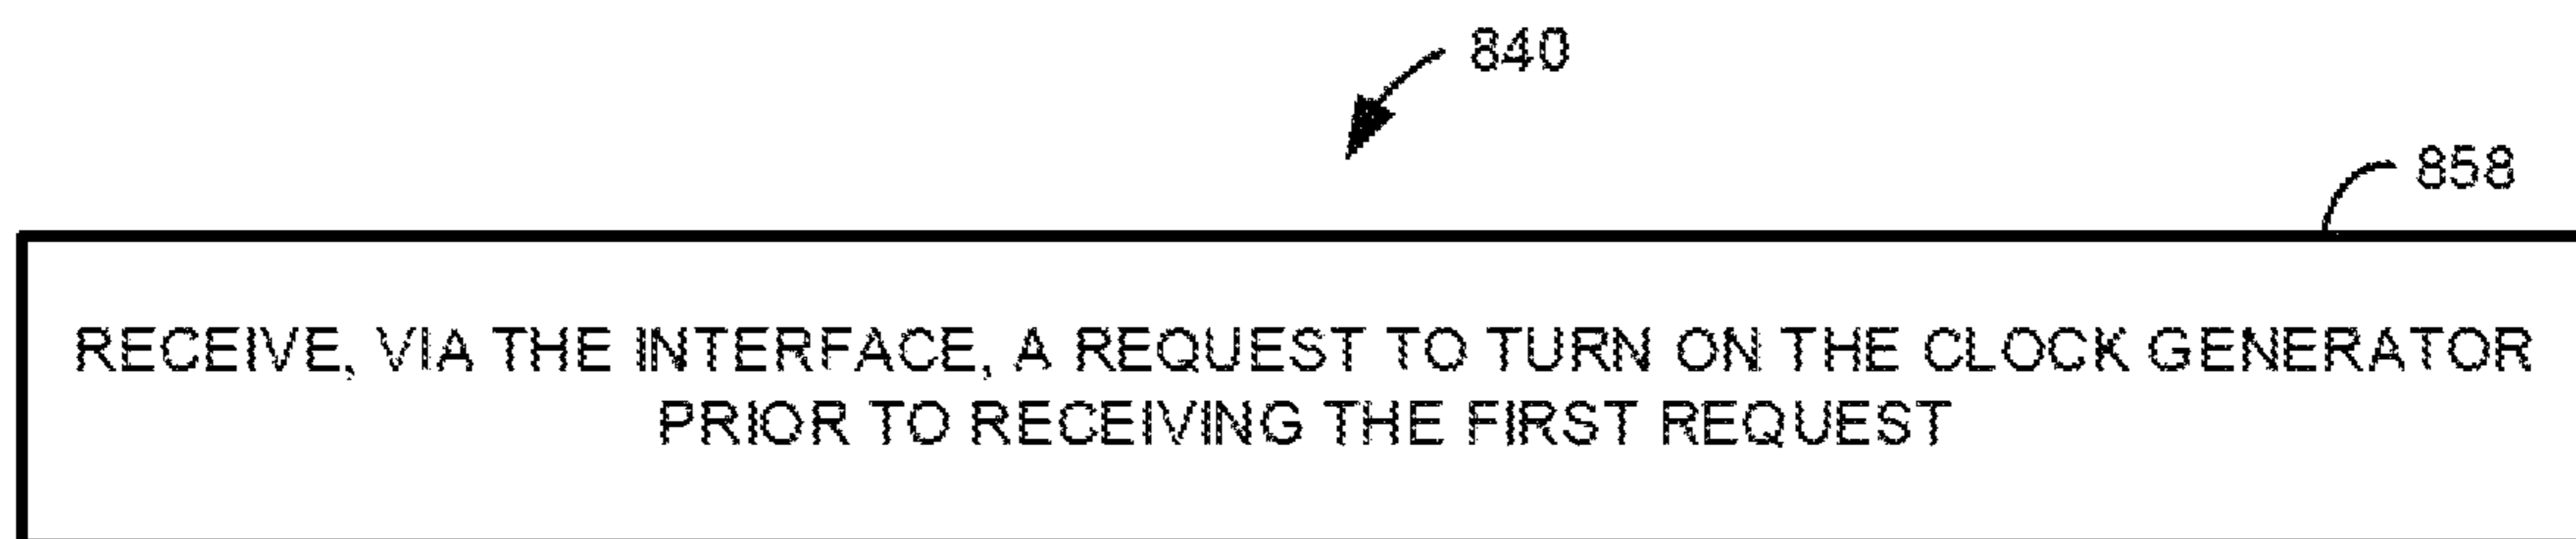 840
858
RECEIVE, VIA THE INTERFACE, A REQUEST TO TURN ON THE CLOCK GENERATOR
PRIOR TO RECEIVING THE FIRST REQUEST